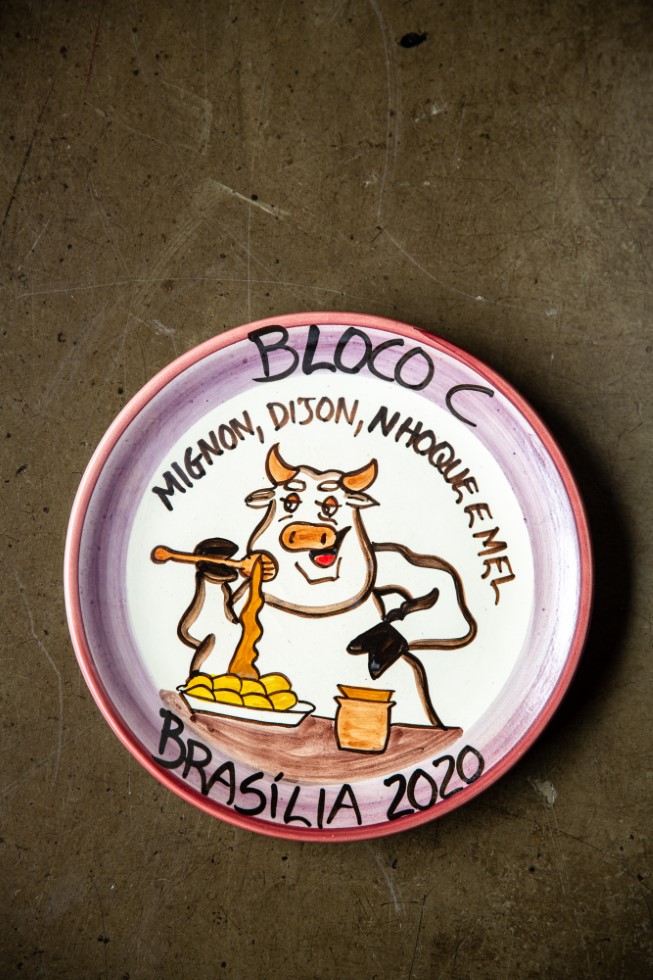 BLOCO C
MIGNON, DIJON, NHOQUE E MEL
BRASÍLIA 2020